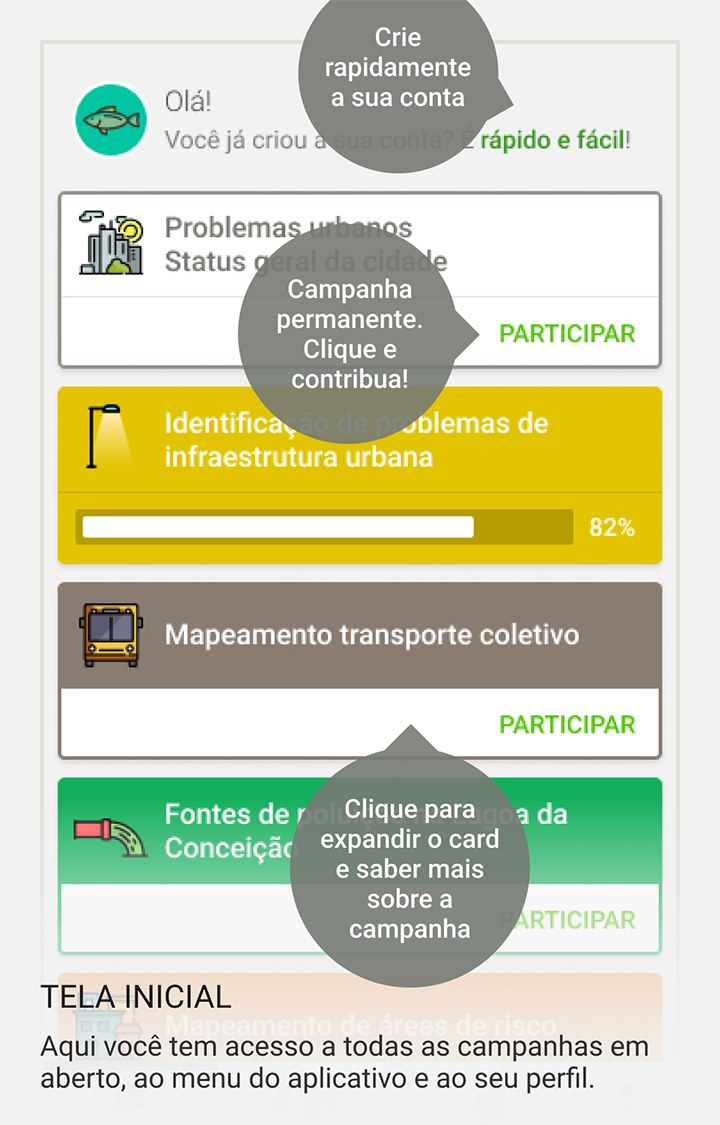 Crie
rapidamente
a sua conta
Olá!
Você já criou a sua conta? É rápido e fácil!
Problemas urbanos
Status geral da cidade
Campanha
permanente.
Clique e
contribua!
PARTICIPAR
Identificação de problemas de
infraestrutura urbana
82%
Mapeamento transporte coletivo
PARTICIPAR
Fontes de poluição na Lagoa da
Conceição
Clique para
expandir o card
e saber mais
sobre a
campanha
PARTICIPAR
TELA INICIAL
Mapeamento de áreas de risco
Aqui você tem acesso a todas as campanhas em
aberto, ao menu do aplicativo e ao seu perfil.